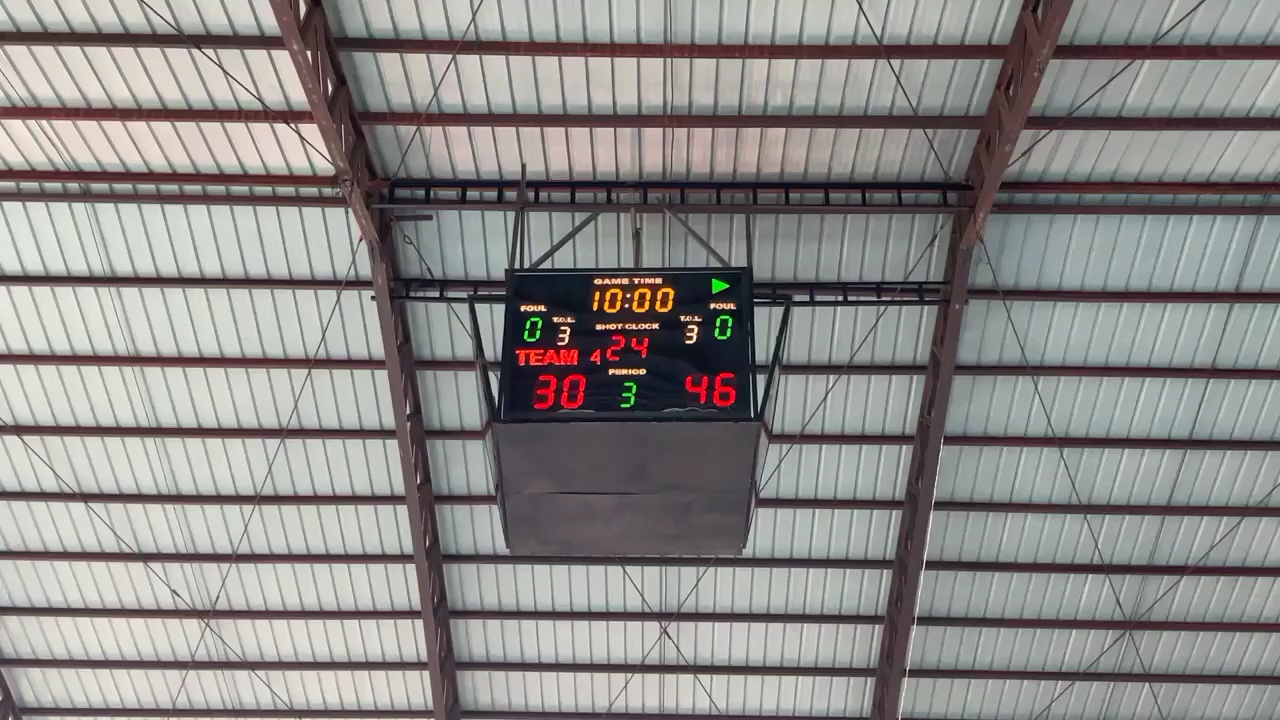 GAME TIME
10:00
FOUL FOUL
0 T.O.L. 3 SHOT CLOCK T.O.L. 3 0
TEAM 4 24
PERIOD
30 3 46